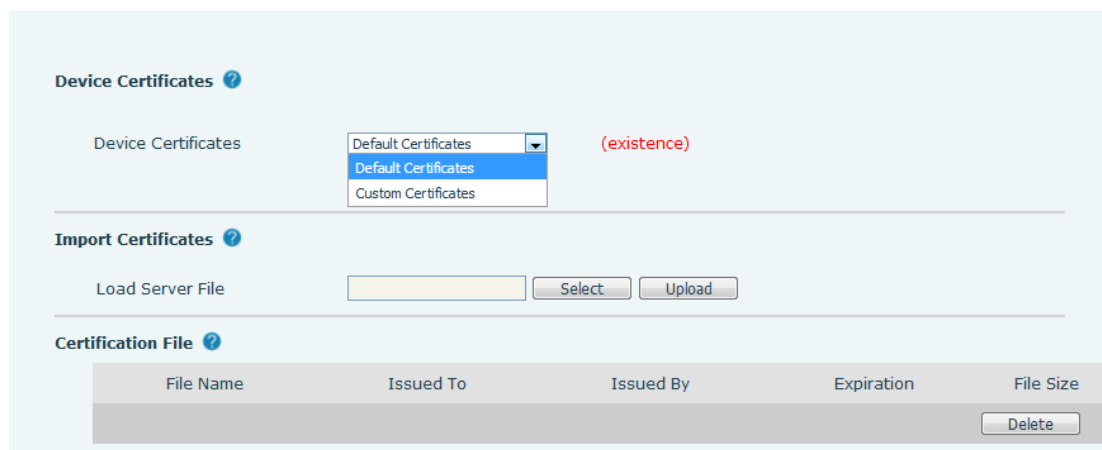 Device Certificates ?
Device Certificates Default Certificates (existence)
Default Certificates
Custom Certificates
Import Certificates ?
Load Server File Select Upload
Certification File ?
File Name Issued To Issued By Expiration File Size
Delete